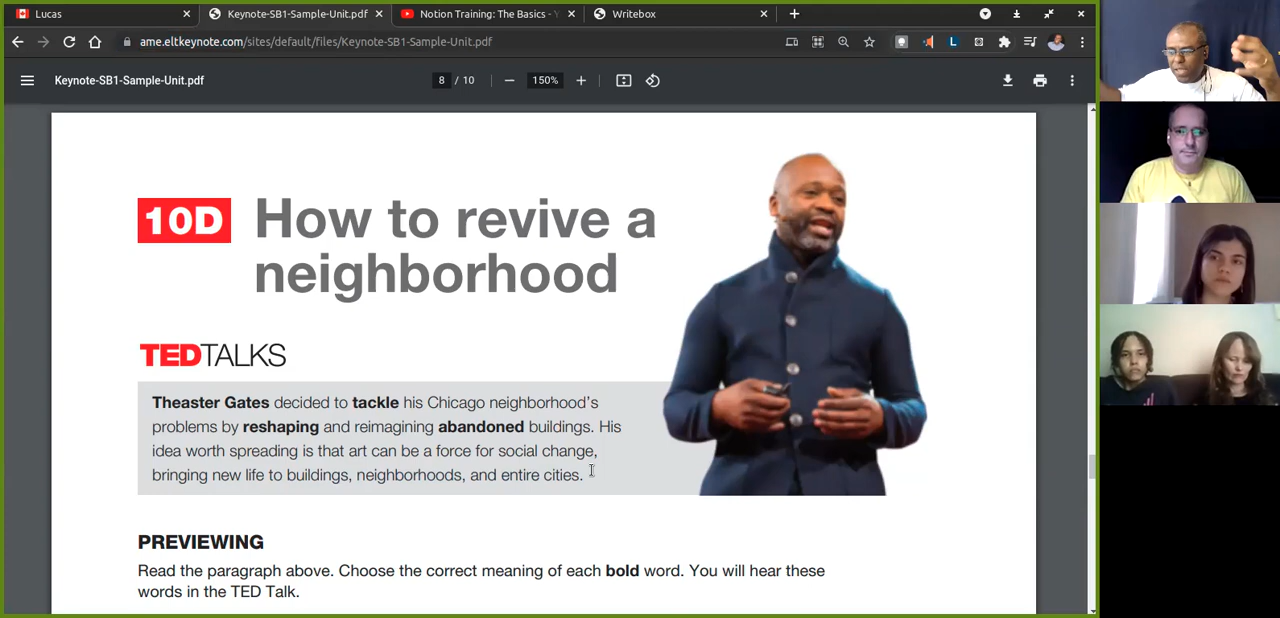 Lucas
Keynote-SB1-Sample-Unit.pdf
Notion Training: The Basics - Y
Writebox
ame.eltkeynote.com/sites/default/files/Keynote-SB1-Sample-Unit.pdf
L
Keynote-SB1-Sample-Unit.pdf
8 / 10
150%
10D How to revive a
neighborhood
TEDTALKS
Theaster Gates decided to tackle his Chicago neighborhood's
problems by reshaping and reimagining abandoned buildings. His
idea worth spreading is that art can be a force for social change,
bringing new life to buildings, neighborhoods, and entire cities.
PREVIEWING
Read the paragraph above. Choose the correct meaning of each bold word. You will hear these
words in the TED Talk.